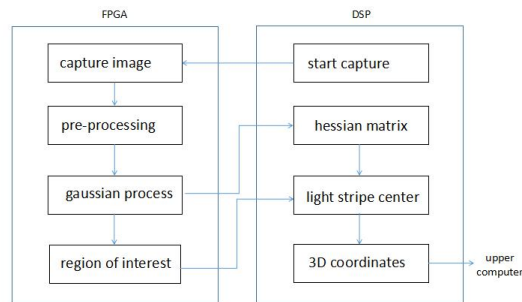 FPGA
DSP
capture image
start capture
pre-processing
hessian matrix
gaussian process
light stripe center
region of interest
3D coordinates
upper
computer